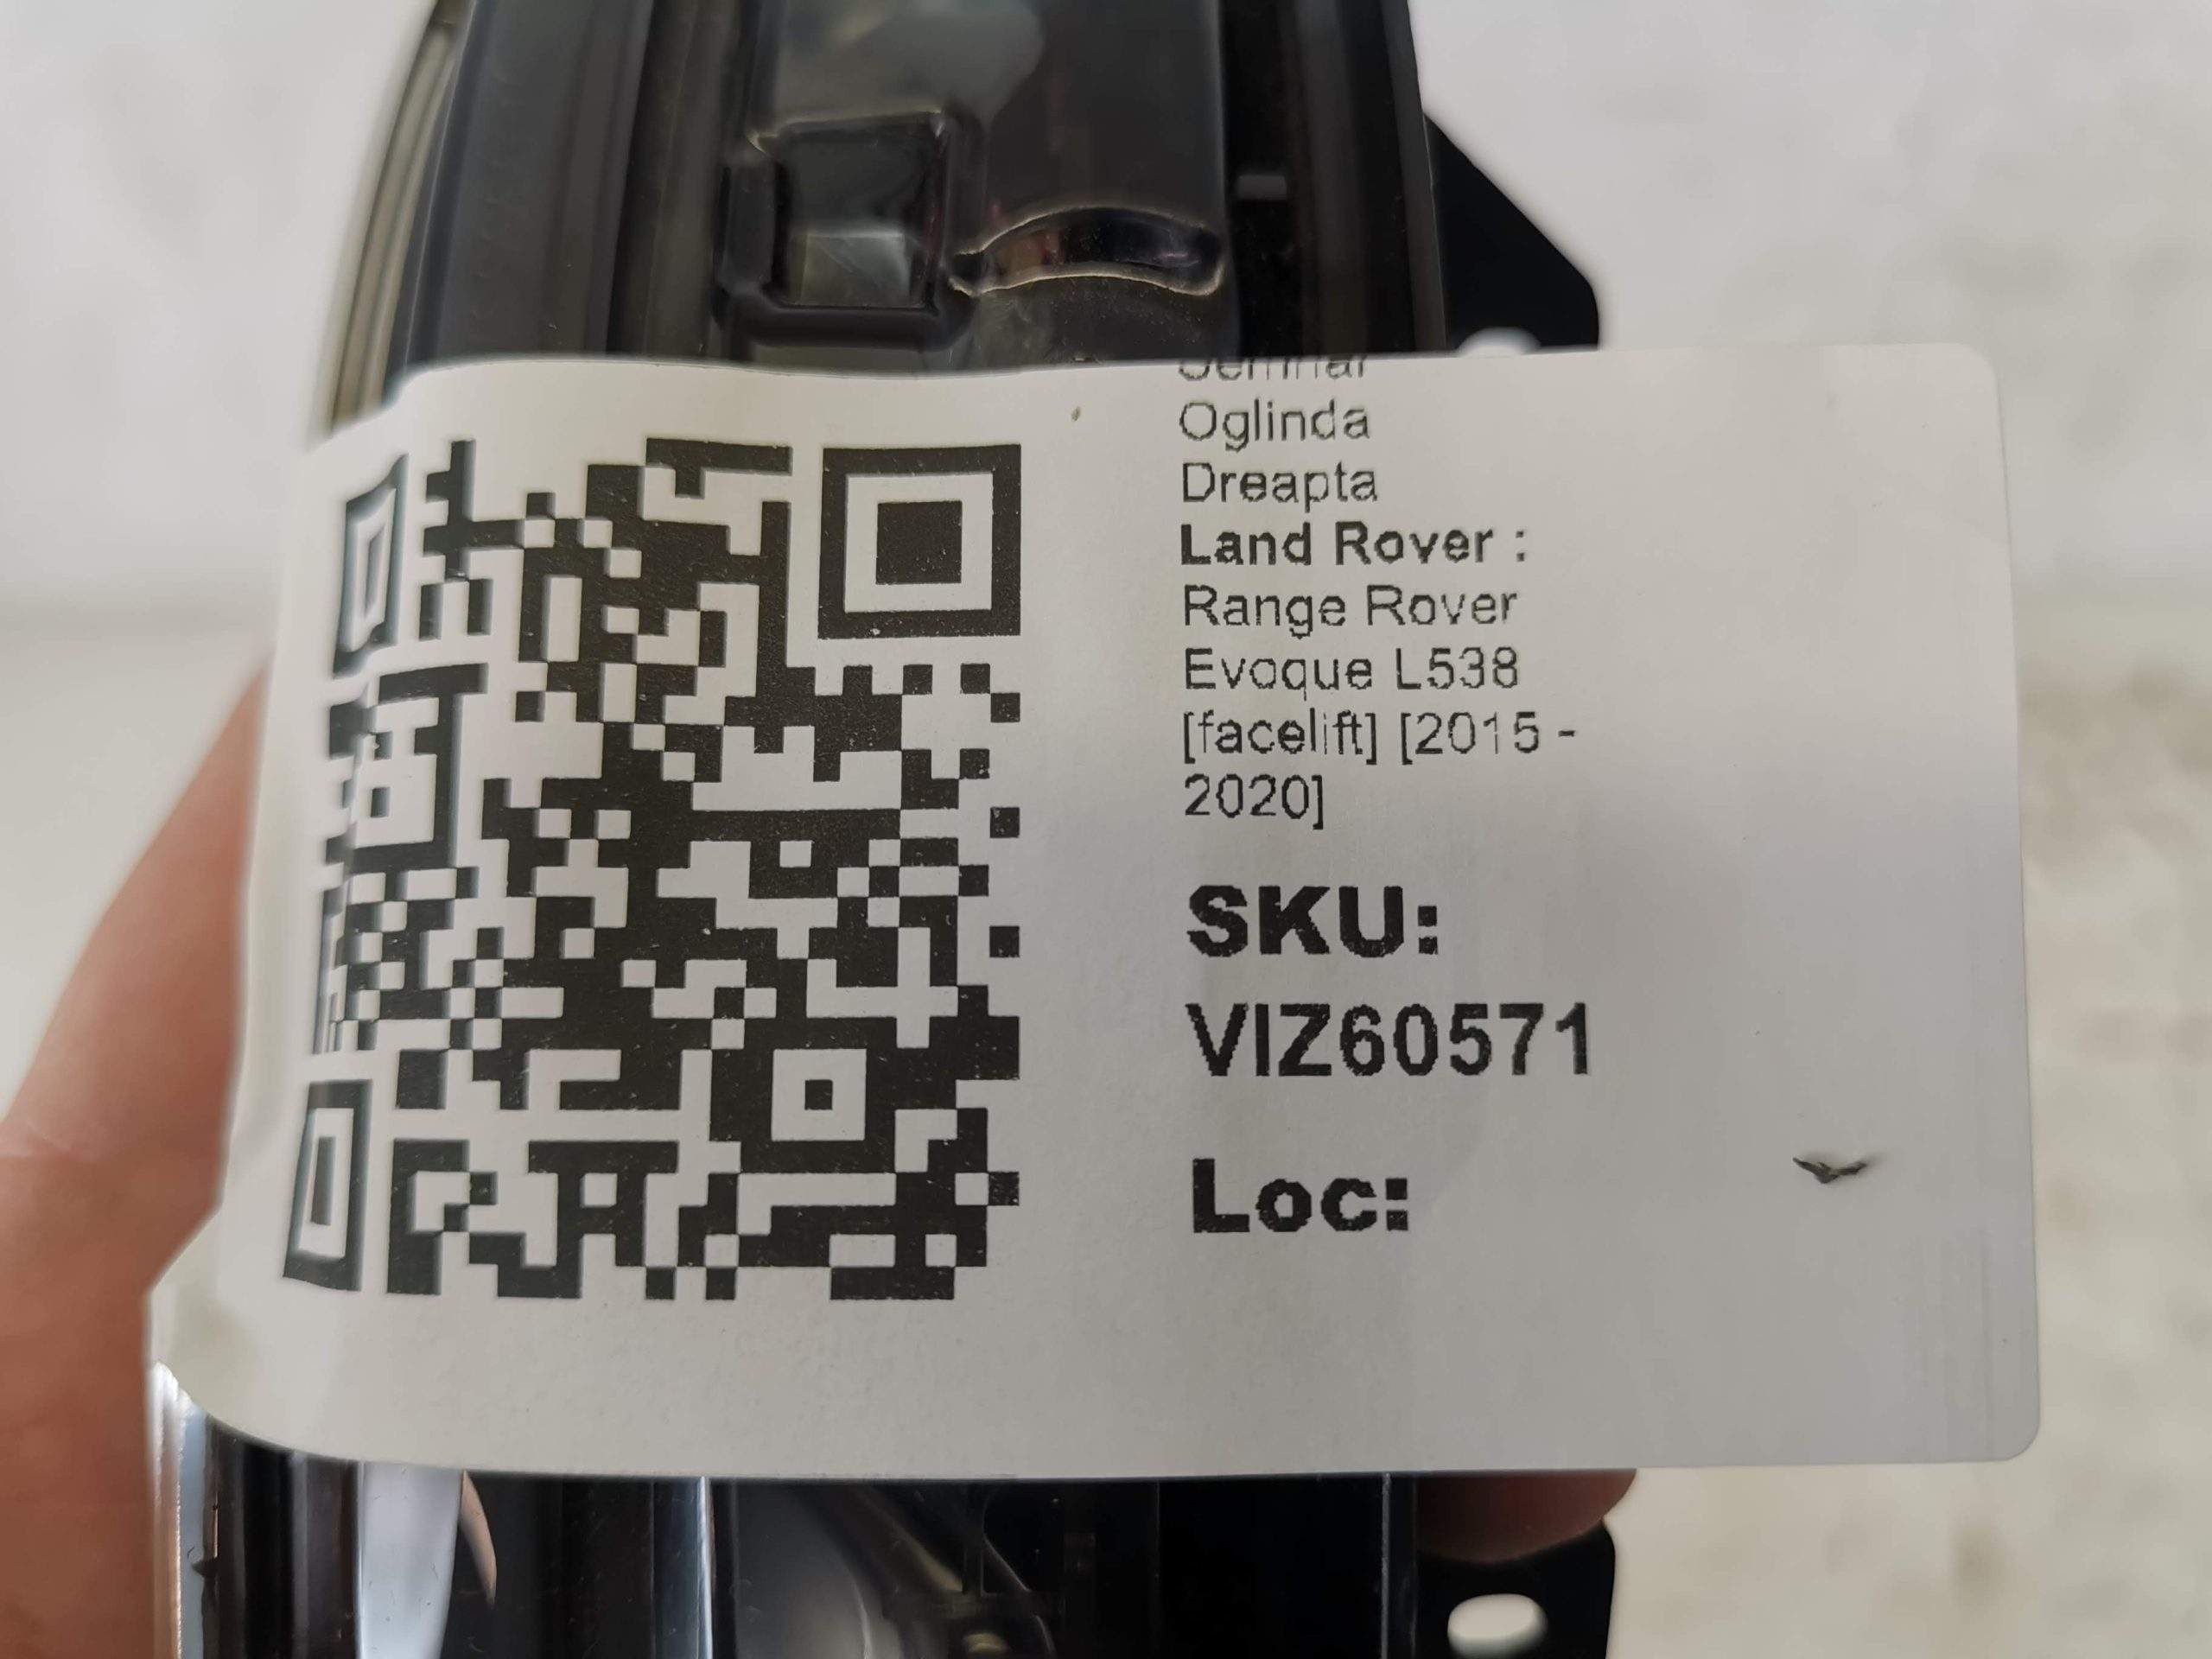 Oglinda
Dreapta
Land Rover :
Range Rover
Evoque L538
[facelift] [2015 -
2020]
SKU:
VIZ60571
Loc: